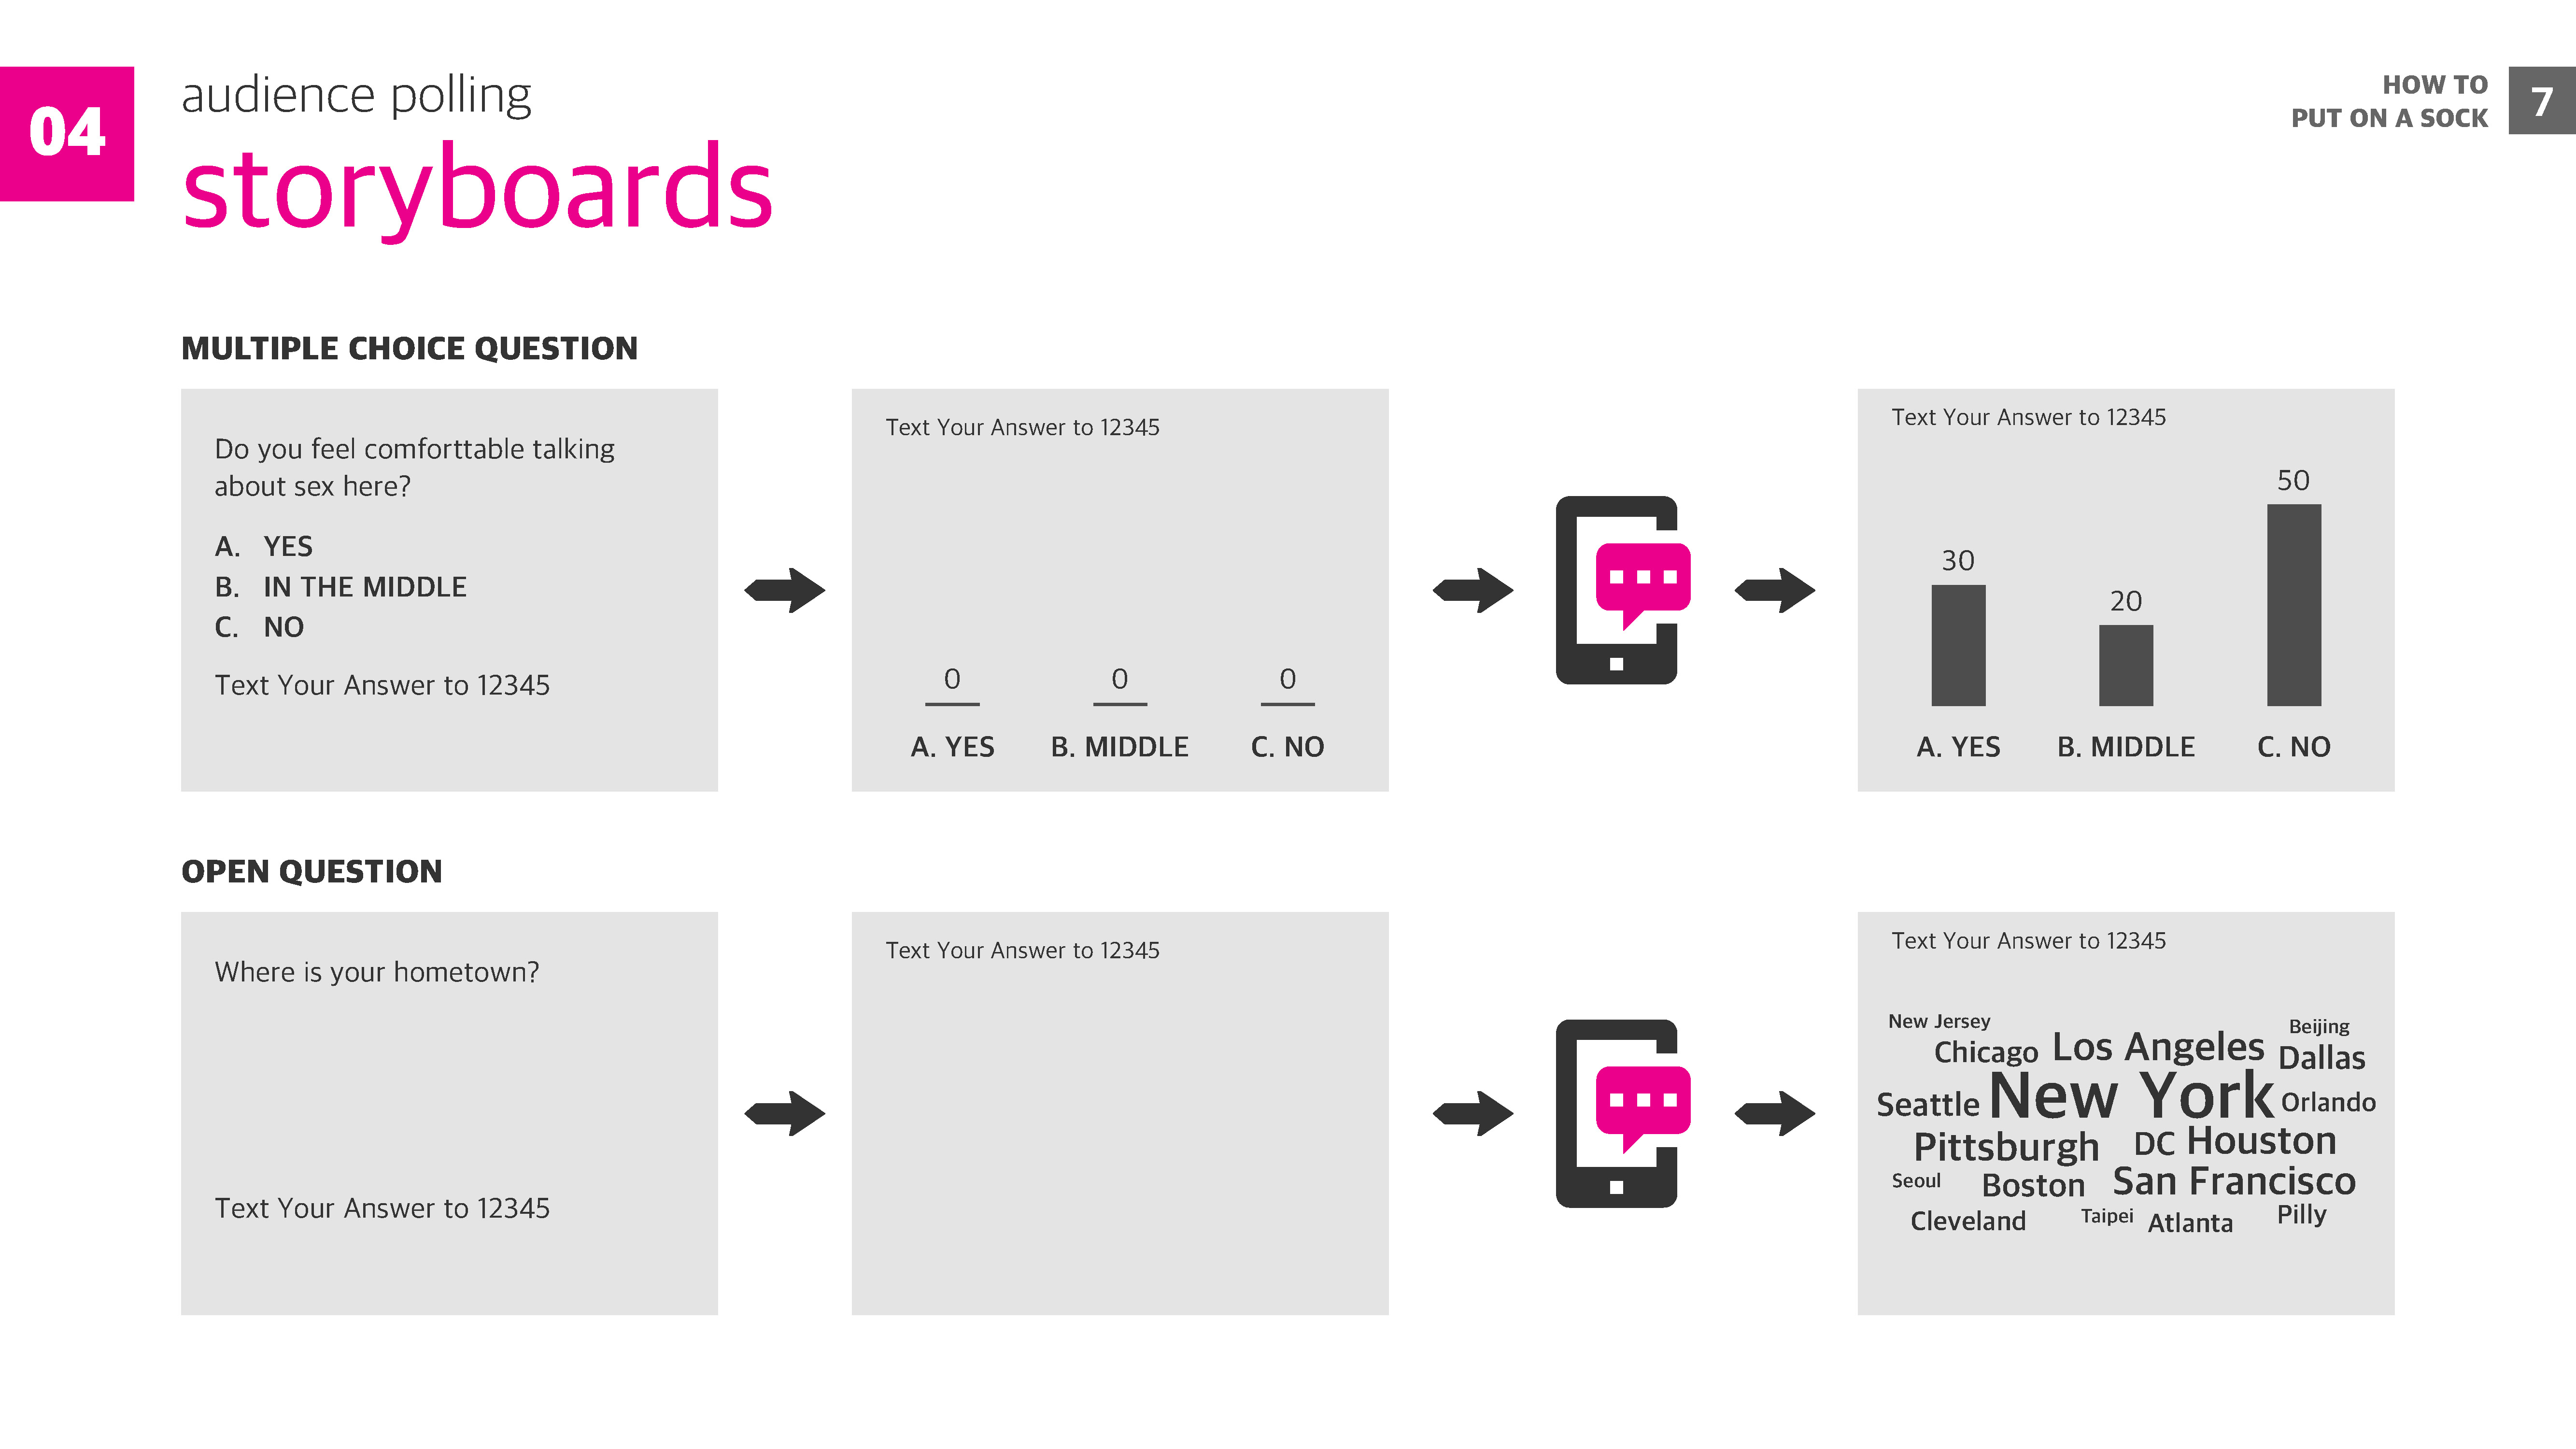 04
audience polling
storyboards
HOW TO
PUT ON A SOCK
7
MULTIPLE CHOICE QUESTION
Do you feel comforttable talking
about sex here?
A. YES
B. IN THE MIDDLE
C. NO
Text Your Answer to 12345
Text Your Answer to 12345
0 0 0
A. YES B. MIDDLE C. NO
Text Your Answer to 12345
50
30
20
A. YES B. MIDDLE C. NO
OPEN QUESTION
Where is your hometown?
Text Your Answer to 12345
Text Your Answer to 12345
Text Your Answer to 12345
New Jersey Beijing
Chicago Los Angeles Dallas
Seattle New York Orlando
Pittsburgh DC Houston
Seoul Boston San Francisco
Cleveland Taipei Atlanta Pilly